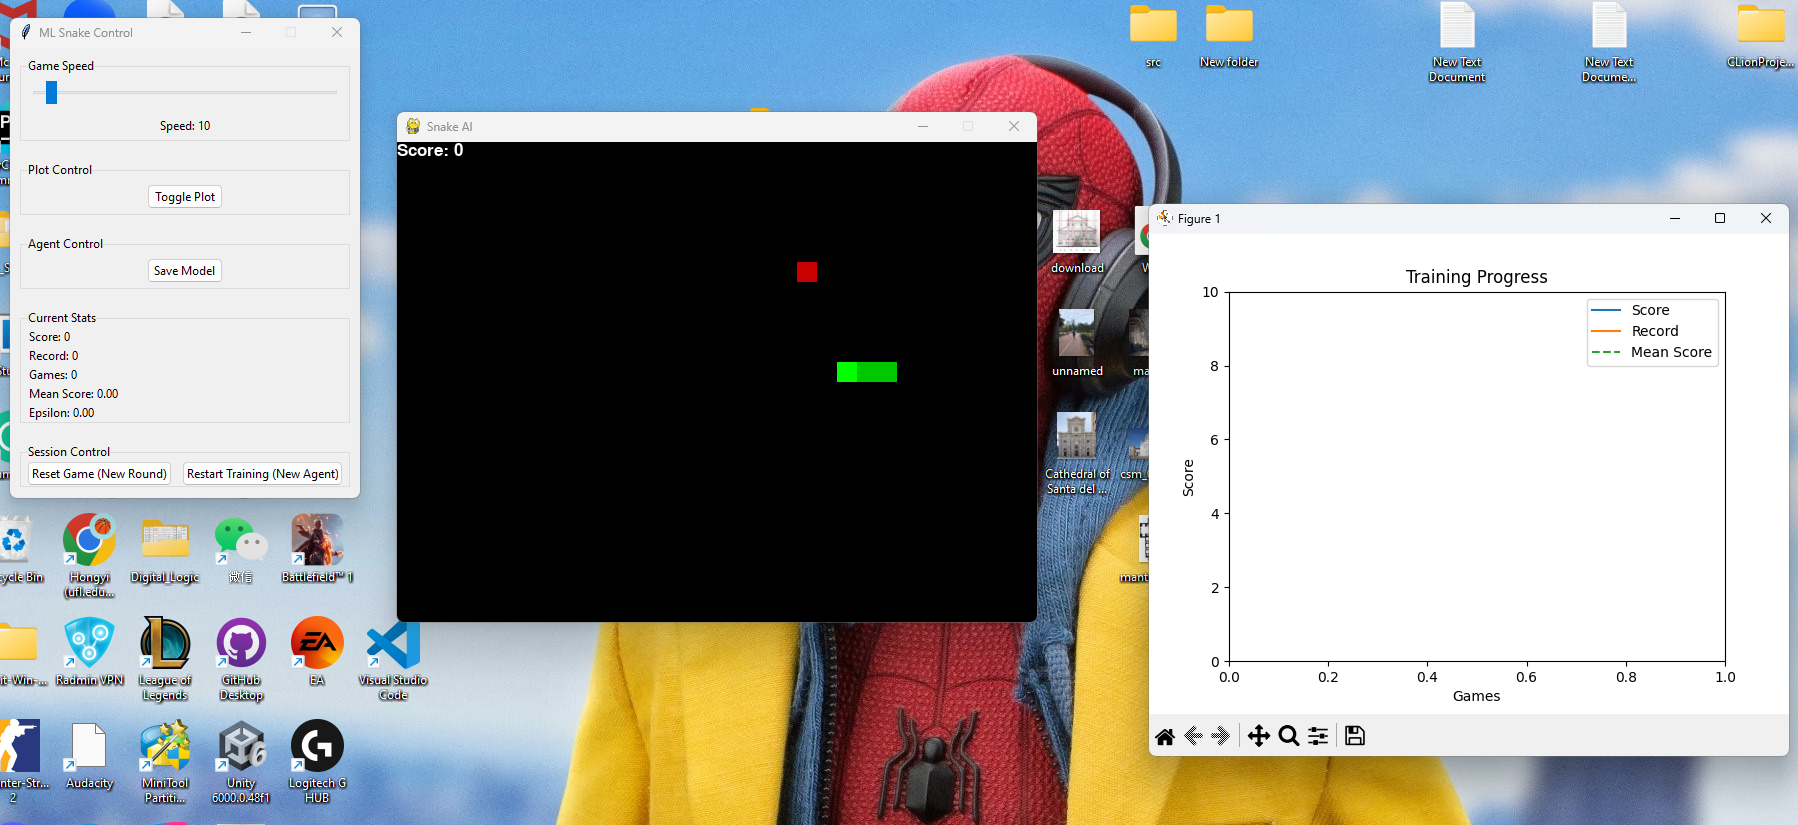 ML Snake Control
Game Speed
Speed: 10
Plot Control
Toggle Plot
Agent Control
Save Model
Current Stats
Score: 0
Record: 0
Games: 0
Mean Score: 0.00
Epsilon: 0.00
Session Control
Reset Game (New Round)
Restart Training (New Agent)
Snake AI
Score: 0
src
New folder
New Text
Document
New Text
Docume...
CLionProje...
download
unnamed
Cathedral of
Santa del ...
Figure 1
Training Progress
Score
Record
Mean Score
10
8
6
4
2
0
Score
0.0
0.2
0.4
0.6
0.8
1.0
Games
ycle Bin
Hongyi
(ufl.edu...
Digital_Logic
微信
Battlefield™ 1
it-Win-...
Radmin VPN
League of
Legends
GitHub
Desktop
EA
EA
Visual Studio
Code
nter-Str...
2
Audacity
MiniTool
Partiti...
6
Unity
6000.0.48f1
Logitech G
HUB